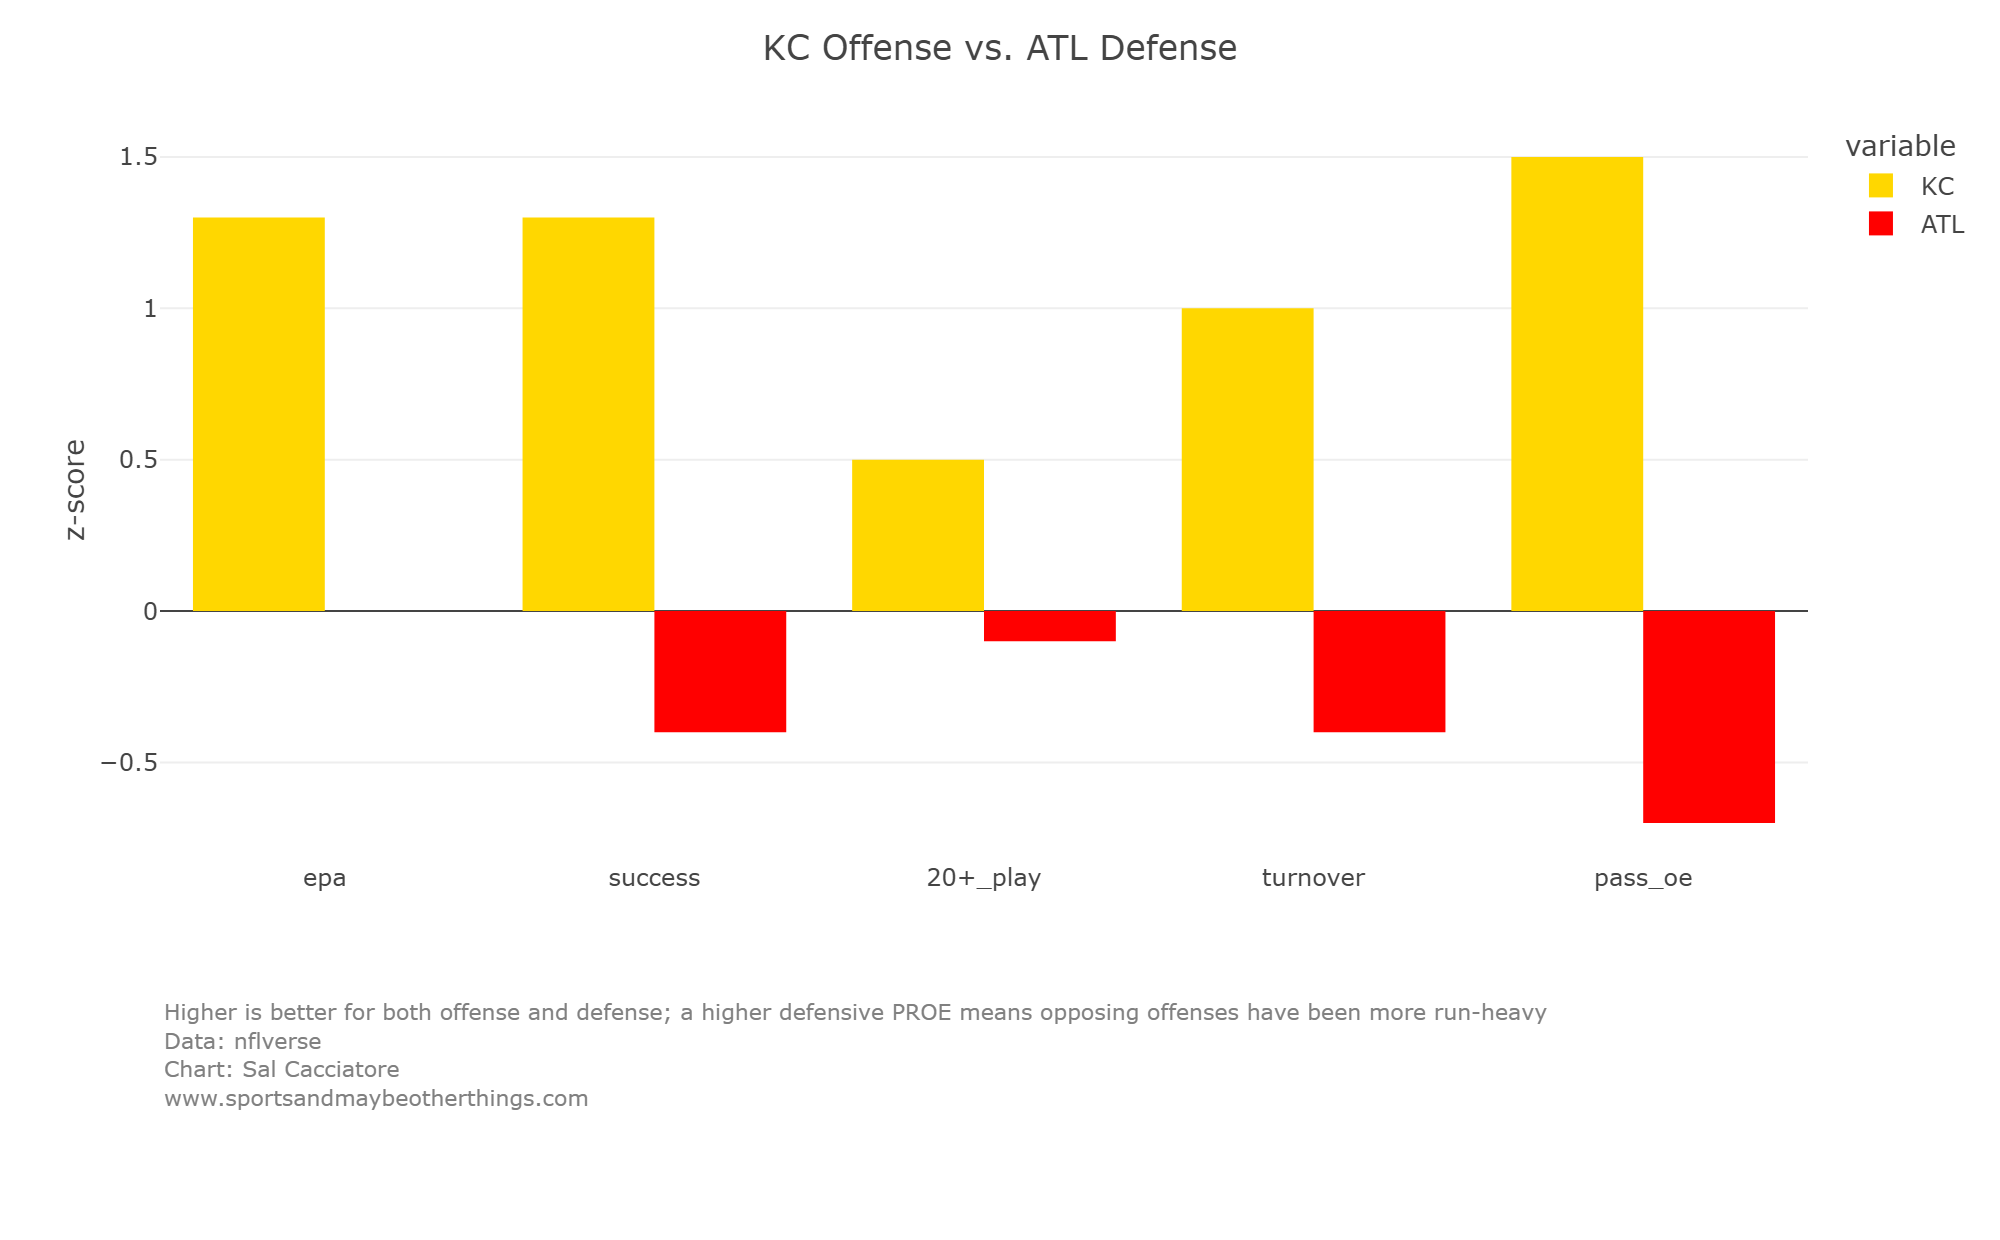 KC Offense vs. ATL Defense
variable
KC
ATL
1.5
1
0.5
0
−0.5
z-score
epa success 20+_play turnover pass_oe
Higher is better for both offense and defense; a higher defensive PROE means opposing offenses have been more run-heavy
Data: nflverse
Chart: Sal Cacciatore
www.sportsandmaybeotherthings.com